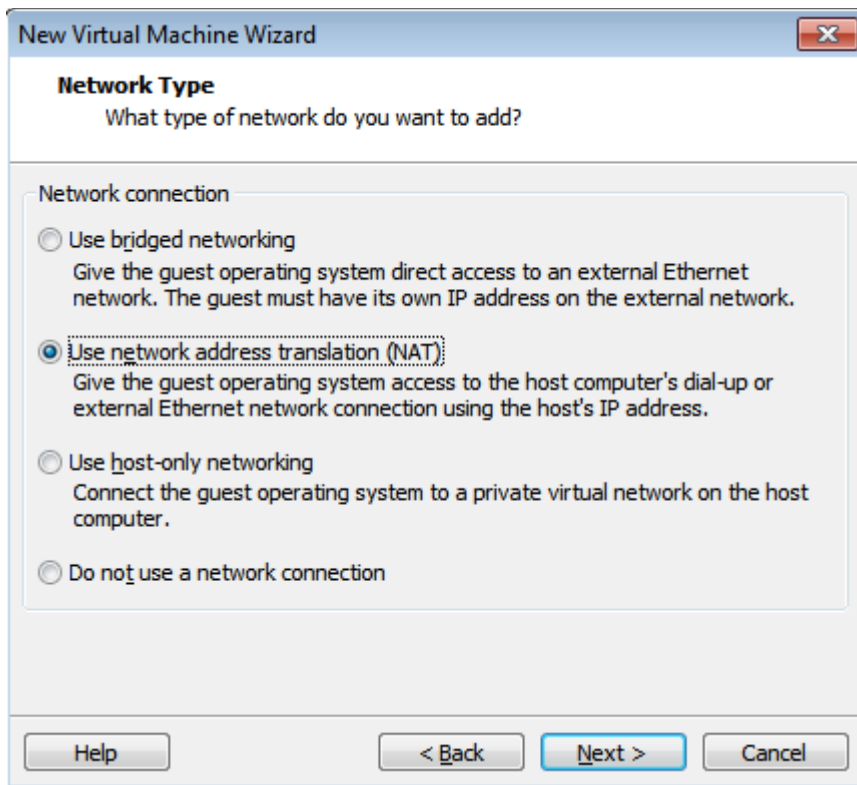 New Virtual Machine Wizard
Network Type
What type of network do you want to add?
Network connection
Use bridged networking
Give the guest operating system direct access to an external Ethernet
network. The guest must have its own IP address on the external network.
Use network address translation (NAT)
Give the guest operating system access to the host computer's dial-up or
external Ethernet network connection using the host's IP address.
Use host-only networking
Connect the guest operating system to a private virtual network on the host
computer.
Do not use a network connection
Help < Back Next > Cancel